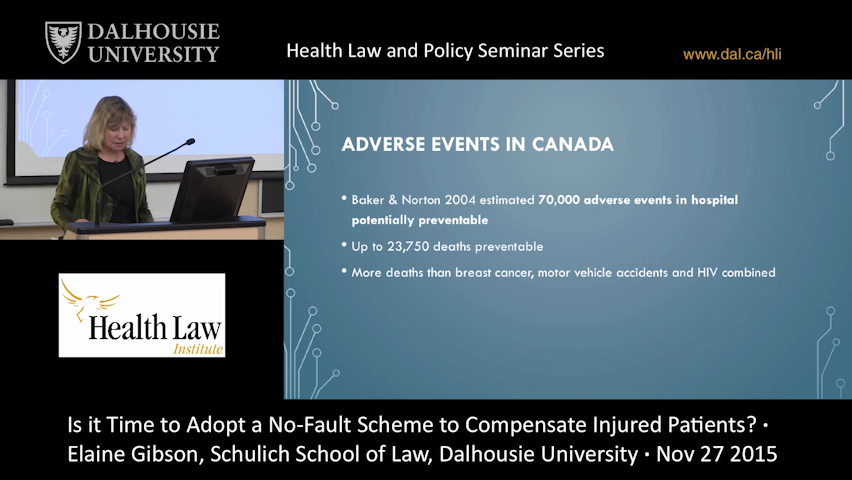 DALHOUSIE
UNIVERSITY
Health Law and Policy Seminar Series
www.dal.ca/hli
ADVERSE EVENTS IN CANADA
• Baker & Norton 2004 estimated 70,000 adverse events in hospital
potentially preventable
• Up to 23,750 deaths preventable
• More deaths than breast cancer, motor vehicle accidents and HIV combined
Health Law
Institute
Is it Time to Adopt a No-Fault Scheme to Compensate Injured Patients? •
Elaine Gibson, Schulich School of Law, Dalhousie University • Nov 27 2015